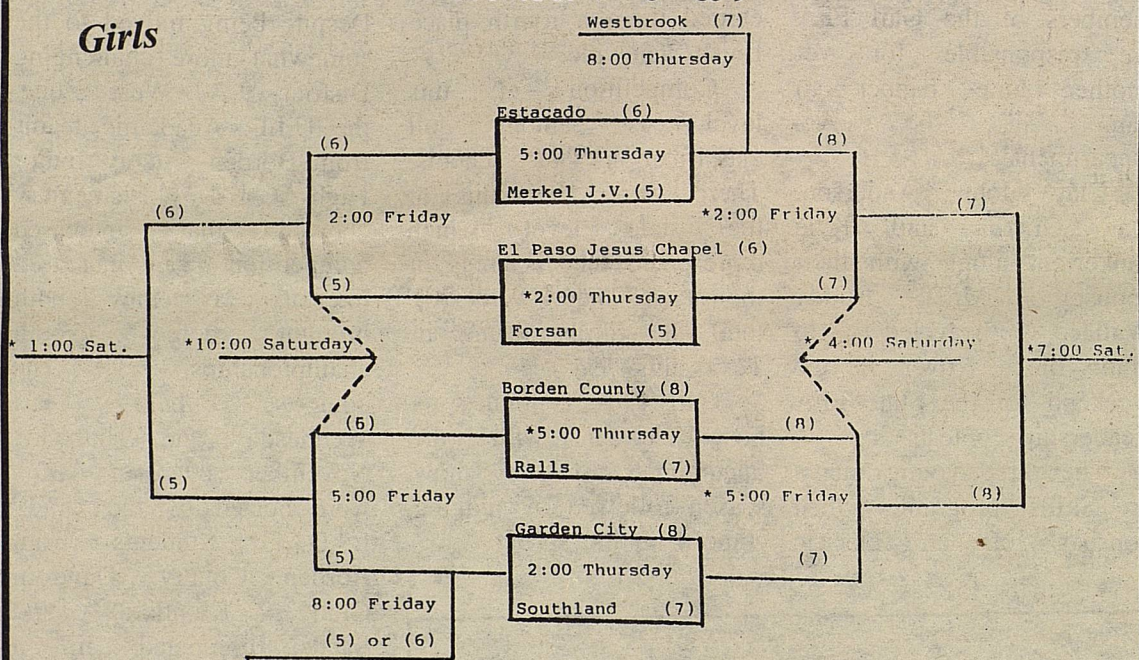 Girls
Westbrook (7)
8:00 Thursday
Estacado (6)
(6)
5:00 Thursday
(8)
Merkel J.V.(5)
(6)
2:00 Friday
*2:00 Friday
(7)
El Paso Jesus Chapel (6)
(5)
*2:00 Thursday
(7)
Forsan (5)
* 1:00 Sat.
*10:00 Saturday
* 4:00 Saturday
*7:00 Sat.
Borden County (8)
(6)
*5:00 Thursday
(8)
Ralls (7)
(5)
5:00 Friday
* 5:00 Friday
(8)
Garden City (8)
(5)
2:00 Thursday
(7)
8:00 Friday
Southland (7)
(5) or (6)